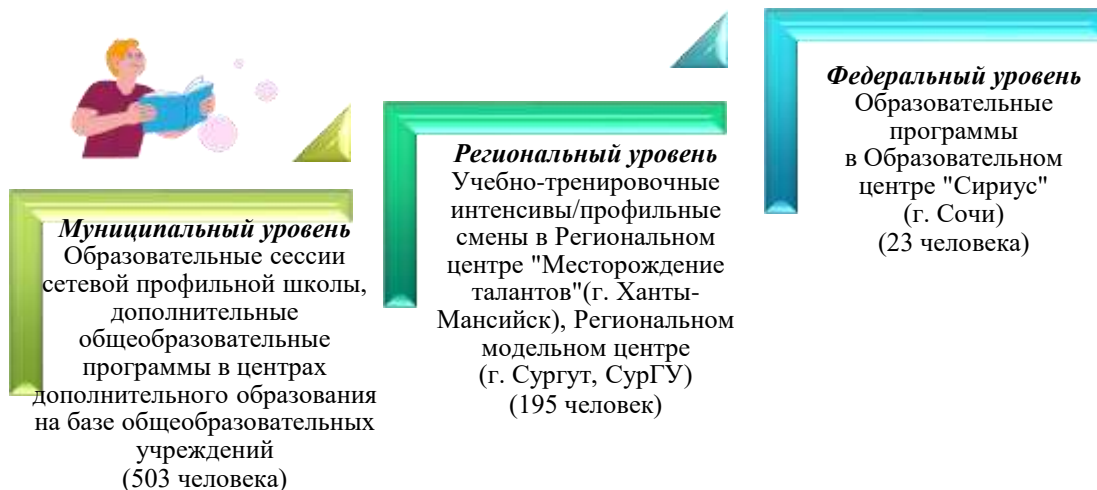 Муниципальный уровень
Образовательные сессии
сетевой профильной школы,
дополнительные
общеобразовательные
программы в центрах
дополнительного образования
на базе общеобразовательных
учреждений
(503 человека)
Региональный уровень
Учебно-тренировочные
интенсивы/профильные
смены в Региональном
центре "Месторождение
талантов"(г. Ханты-
Мансийск), Региональном
модельном центре
(г. Сургут, СурГУ)
(195 человек)
Федеральный уровень
Образовательные
программы
в Образовательном
центре "Сириус"
(г. Сочи)
(23 человека)